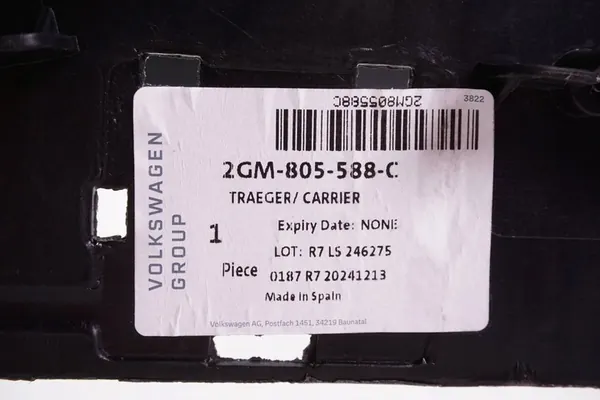 3822
2GM805588C
2GM-805-588-C
TRAEGER/ CARRIER
VOLKSWAGEN
GROUP
1
Piece
Expiry Date: NONE
LOT: R7 LS 246275
0187 R7 20241213
Made in Spain
Volkswagen AG, Postfach 1451, 34219 Baunatal